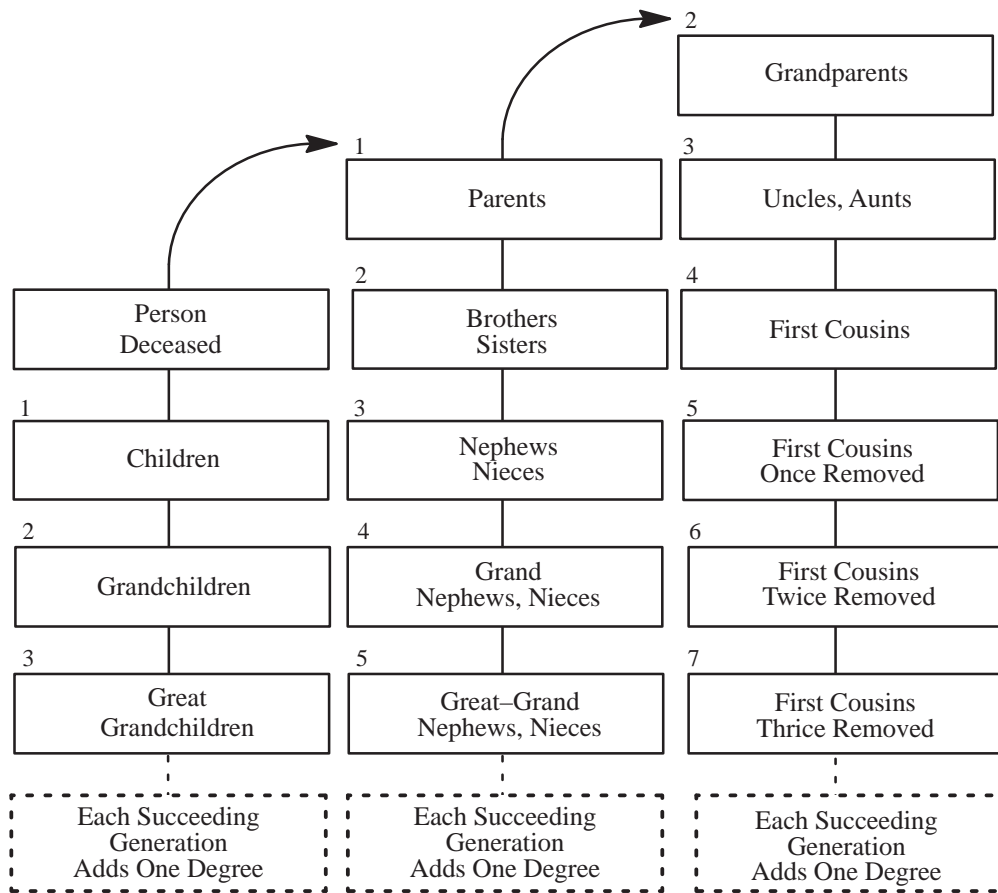 2
Grandparents
1
Parents
3
Uncles, Aunts
Person
Deceased
2
Brothers
Sisters
4
First Cousins
1
Children
3
Nephews
Nieces
5
First Cousins
Once Removed
2
Grandchildren
4
Grand
Nephews, Nieces
6
First Cousins
Twice Removed
3
Great
Grandchildren
5
Great–Grand
Nephews, Nieces
7
First Cousins
Thrice Removed
Each Succeeding
Generation
Adds One Degree
Each Succeeding
Generation
Adds One Degree
Each Succeeding
Generation
Adds One Degree